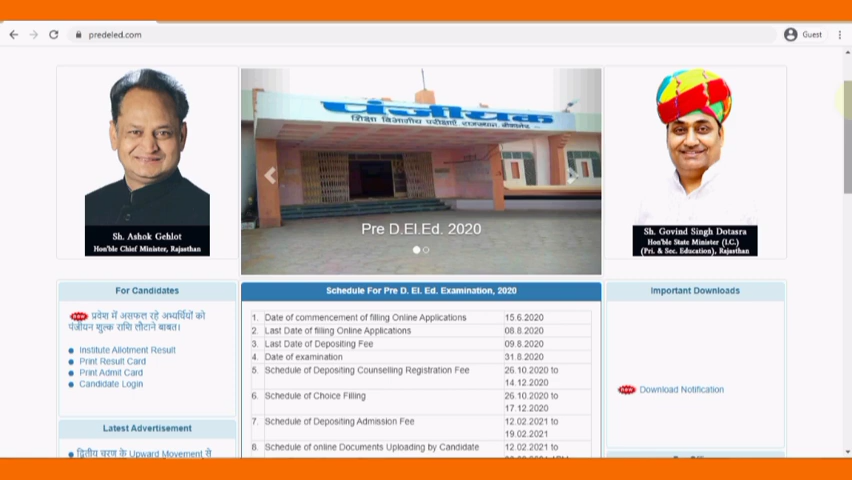 predeled.com
Guest
पंजीयक
शिक्षा विभागीय परीक्षाएँ राजस्थान, बीकानेर
Pre D.El.Ed. 2020
Sh. Ashok Gehlot
Hon'ble Chief Minister, Rajasthan
Sh. Govind Singh Dotasra
Hon'ble State Minister (I.C.)
(Pri. & Sec. Education), Rajasthan
For Candidates
new प्रवेश में असफल रहे अभ्यर्थियों को
पंजीयन शुल्क राशि लौटाने बाबत।
Institute Allotment Result
Print Result Card
Print Admit Card
Candidate Login
Latest Advertisement
द्वितीय चरण के Upward Movement से
Schedule For Pre D. El. Ed. Examination, 2020
1. Date of commencement of filling Online Applications 15.6.2020
2. Last Date of filling Online Applications 08.8.2020
3. Last Date of Depositing Fee 09.8.2020
4. Date of examination 31.8.2020
5. Schedule of Depositing Counselling Registration Fee 26.10.2020 to
14.12.2020
6. Schedule of Choice Filling 26.10.2020 to
17.12.2020
7. Schedule of Depositing Admission Fee 12.02.2021 to
19.02.2021
8. Schedule of online Documents Uploading by Candidate 12.02.2021 to
Important Downloads
new Download Notification